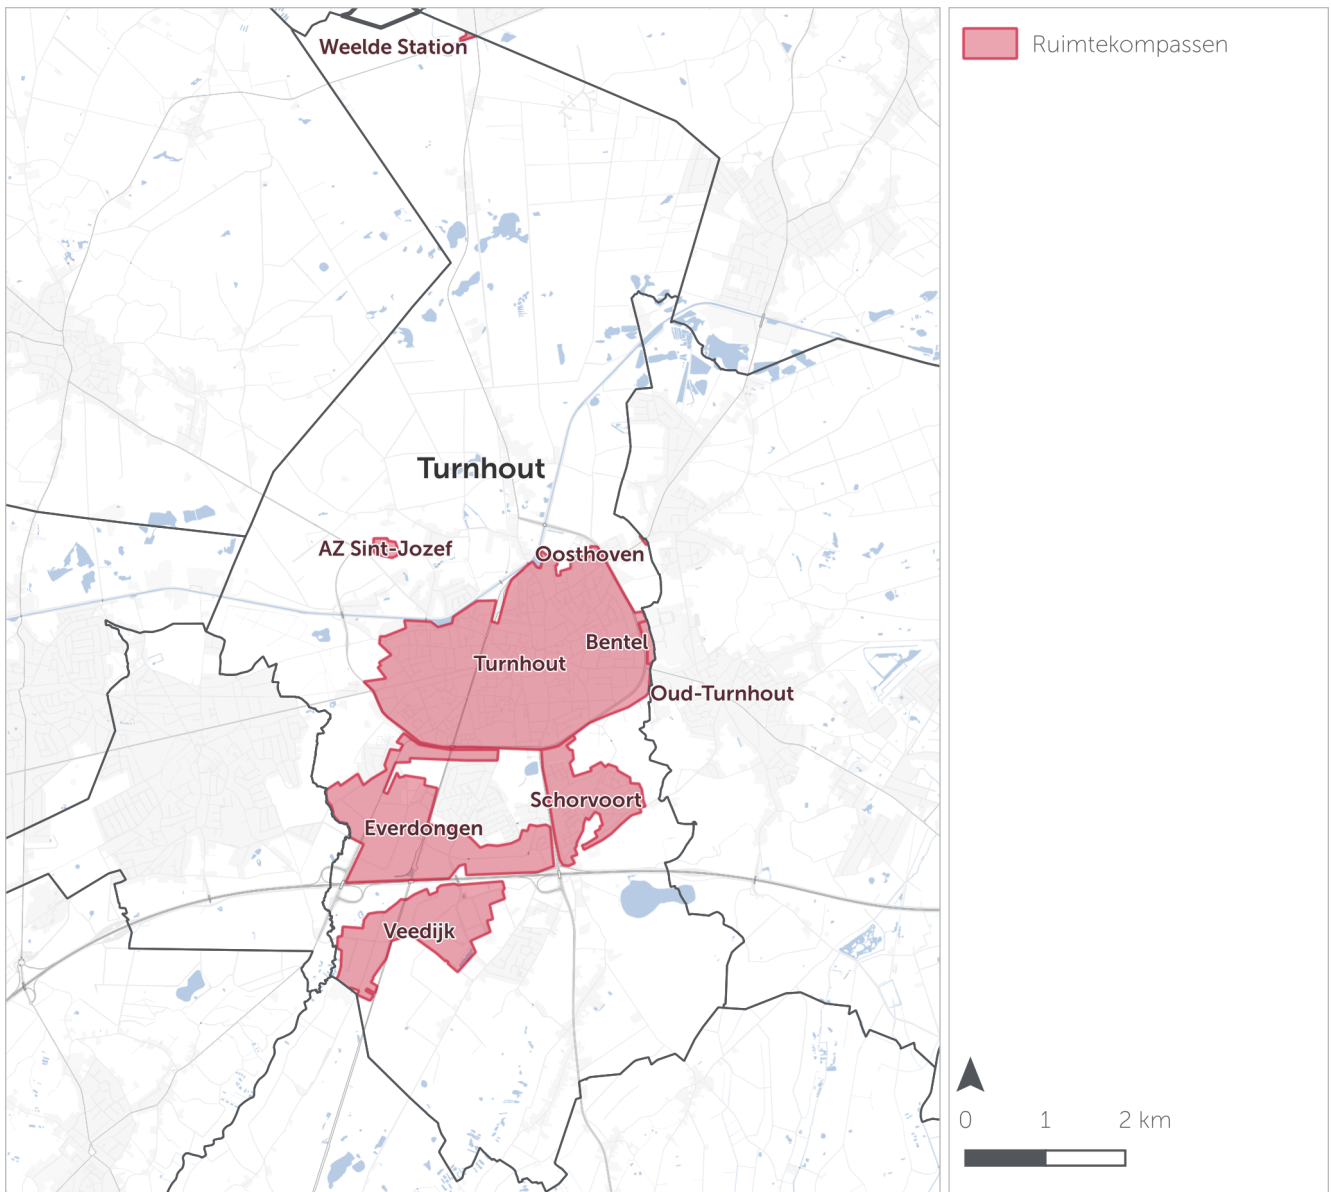 Weelde Station
Ruimtekompassen
Turnhout
AZ Sint-Jozef
Oosthoven
Bentel
Turnhout
Oud-Turnhout
Schorvoort
Everdongen
Veedijk
0 1 2 km